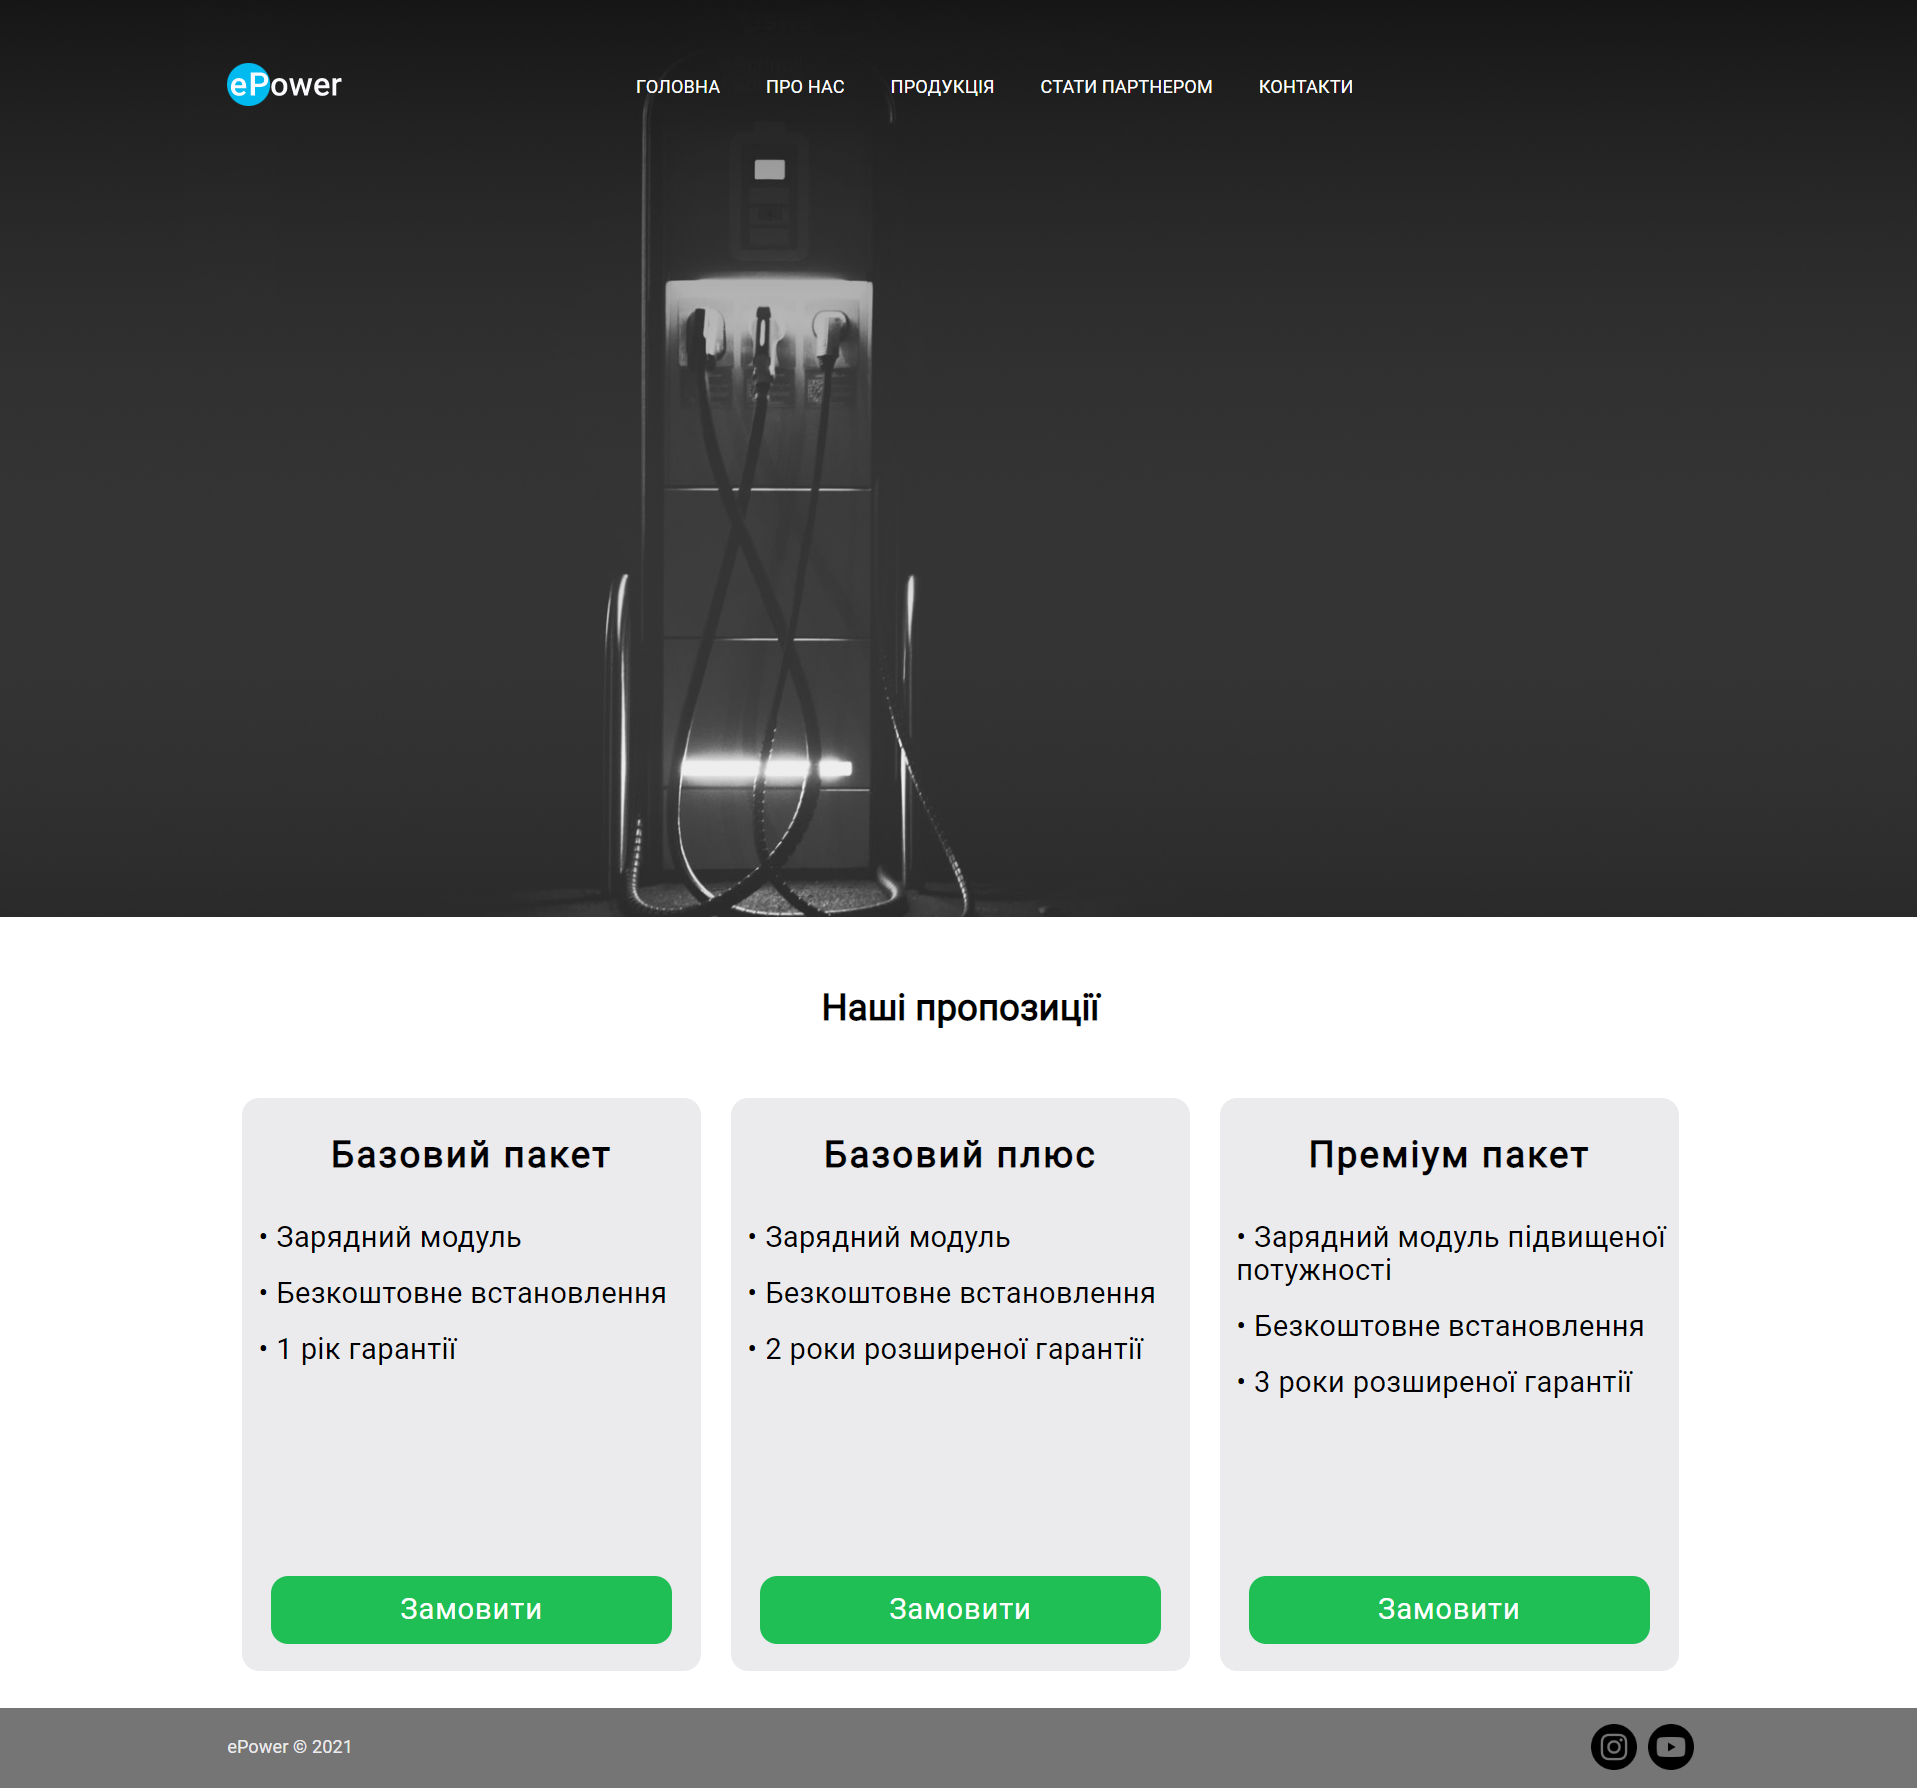 ePower
ГОЛОВНА ПРО НАС ПРОДУКЦІЯ СТАТИ ПАРТНЕРОМ КОНТАКТИ
Наші пропозиції
Базовий пакет
• Зарядний модуль
• Безкоштовне встановлення
• 1 рік гарантії
Замовити
Базовий плюс
• Зарядний модуль
• Безкоштовне встановлення
• 2 роки розширеної гарантії
Замовити
Преміум пакет
• Зарядний модуль підвищеної
потужності
• Безкоштовне встановлення
• 3 роки розширеної гарантії
Замовити
ePower © 2021